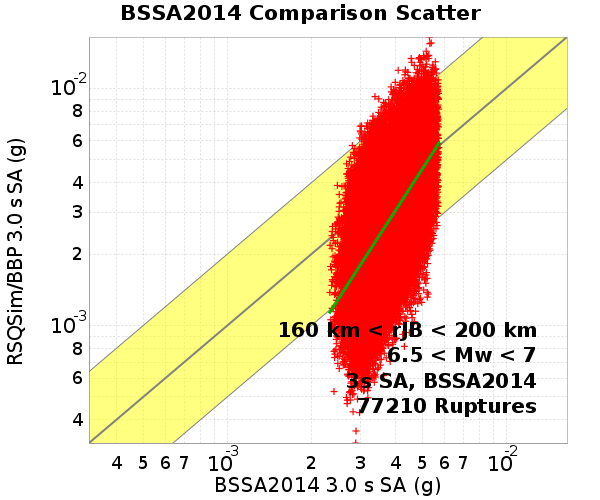 BSSA2014 Comparison Scatter
RSQSim/BBP 3.0 s SA (g)
10-2
8
6
4
3
2
10-3
8
6
4
160 km < rJB < 200 km
6.5 < Mw < 7
3s SA, BSSA2014
77210 Ruptures
4 5 6 7 10-3 2 3 4 5 6 7 10-2
BSSA2014 3.0 s SA (g)